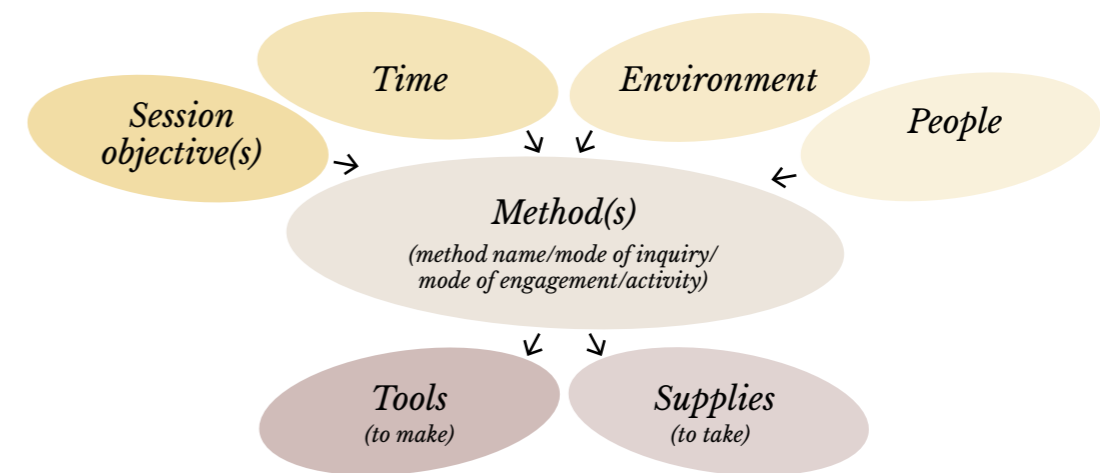 Session
objective(s)
Time
Environment
People
Method(s)
(method name/mode of inquiry/
mode of engagement/activity)
Tools
(to make)
Supplies
(to take)